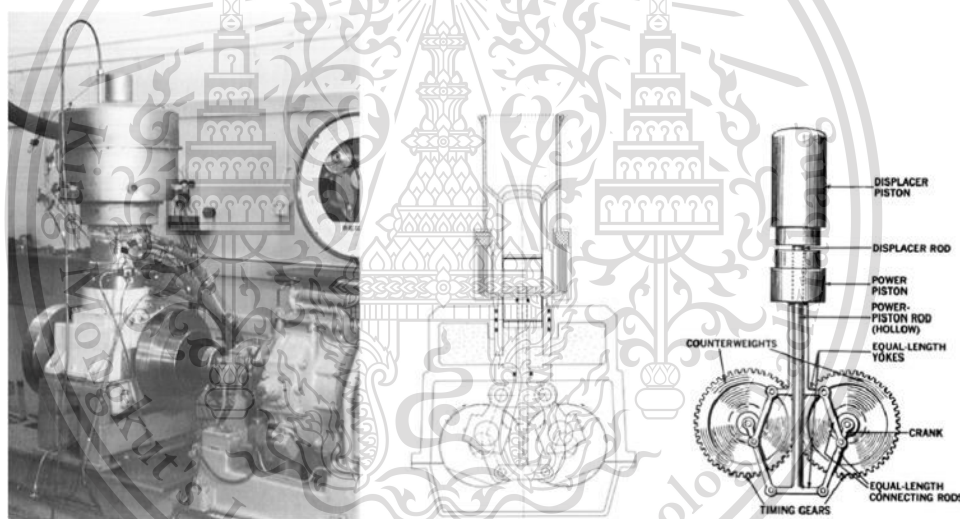 DISPLACER
PISTON
DISPLACER ROD
POWER
PISTON
POWER-
PISTON ROD
(HOLLOW)
COUNTERWEIGHTS
EQUAL-LENGTH
YOKES
CRANK
EQUAL-LENGTH
CONNECTING RODS
TIMING GEARS